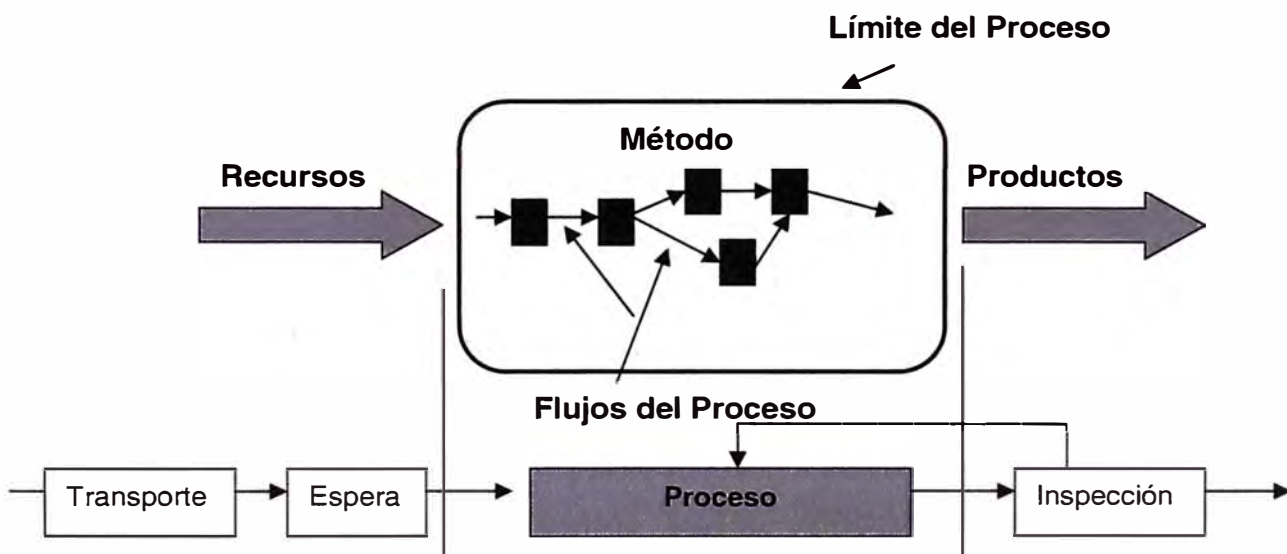 Límite del Proceso
Método
Recursos
Productos
Flujos del Proceso
Transporte
Espera
Proceso
Inspección